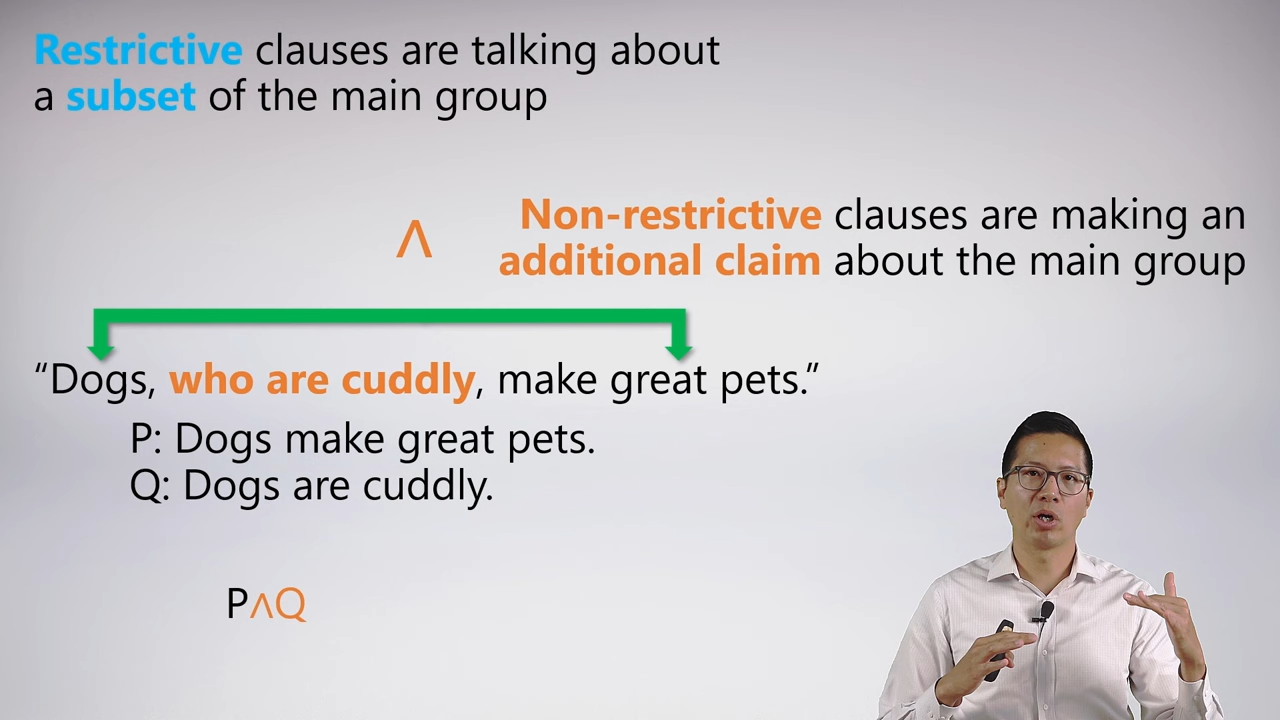 Restrictive clauses are talking about
a subset of the main group
Non-restrictive clauses are making an
∧ additional claim about the main group
“Dogs, who are cuddly, make great pets.”
P: Dogs make great pets.
Q: Dogs are cuddly.
P∧Q